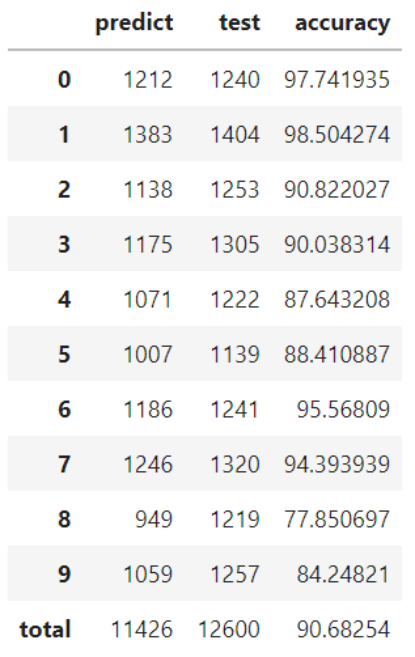 predict test accuracy
0 1212 1240 97.741935
1 1383 1404 98.504274
2 1138 1253 90.822027
3 1175 1305 90.038314
4 1071 1222 87.643208
5 1007 1139 88.410887
6 1186 1241 95.56809
7 1246 1320 94.393939
8 949 1219 77.850697
9 1059 1257 84.24821
total 11426 12600 90.68254